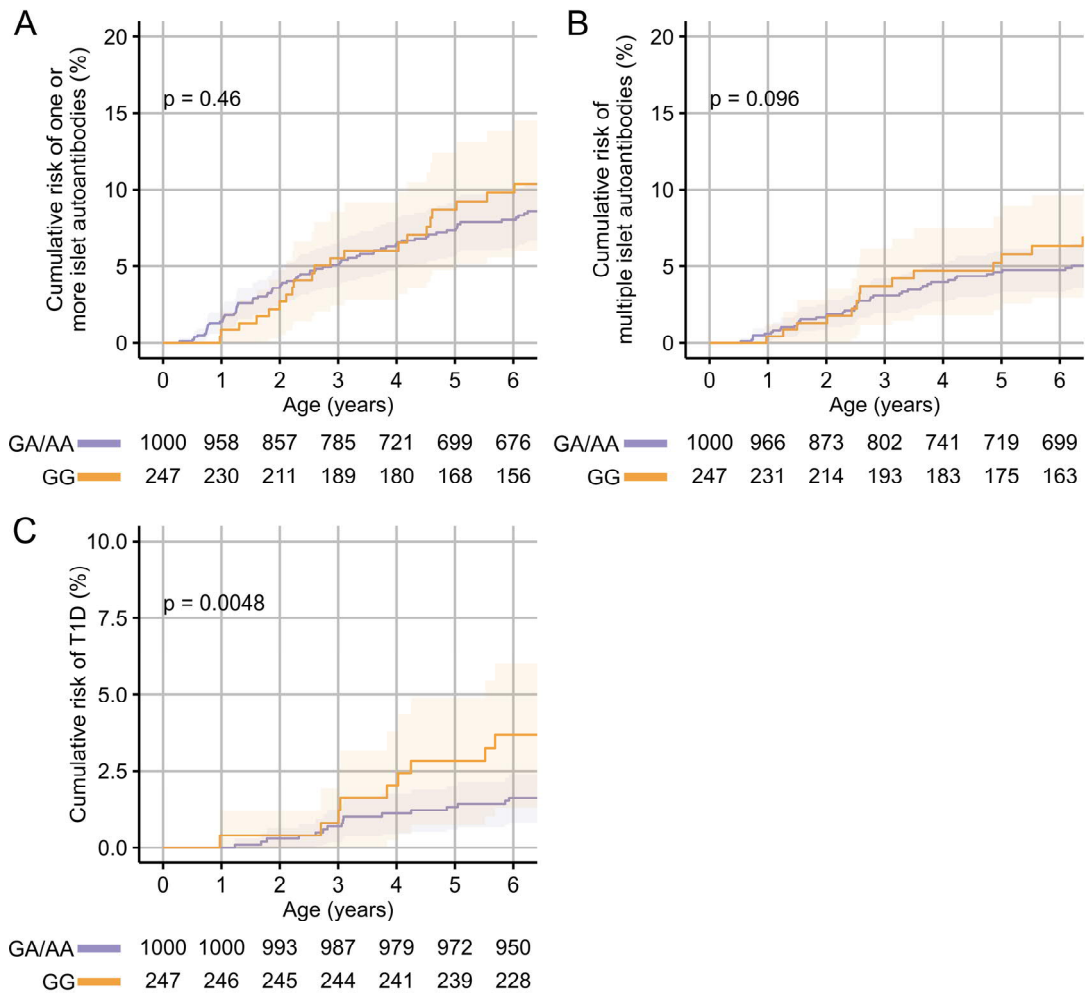 A
Cumulative risk of one or
more islet autoantibodies (%)
20
15
10
5
0
p = 0.46
0 1 2 3 4 5 6
Age (years)
GA/AA 1000 958 857 785 721 699 676
GG 247 230 211 189 180 168 156
B
Cumulative risk of
multiple islet autoantibodies (%)
20
15
10
5
0
p = 0.096
0 1 2 3 4 5 6
Age (years)
GA/AA 1000 966 873 802 741 719 699
GG 247 231 214 193 183 175 163
C
Cumulative risk of T1D (%)
10.0
7.5
5.0
2.5
0.0
p = 0.0048
0 1 2 3 4 5 6
Age (years)
GA/AA 1000 1000 993 987 979 972 950
GG 247 246 245 244 241 239 228